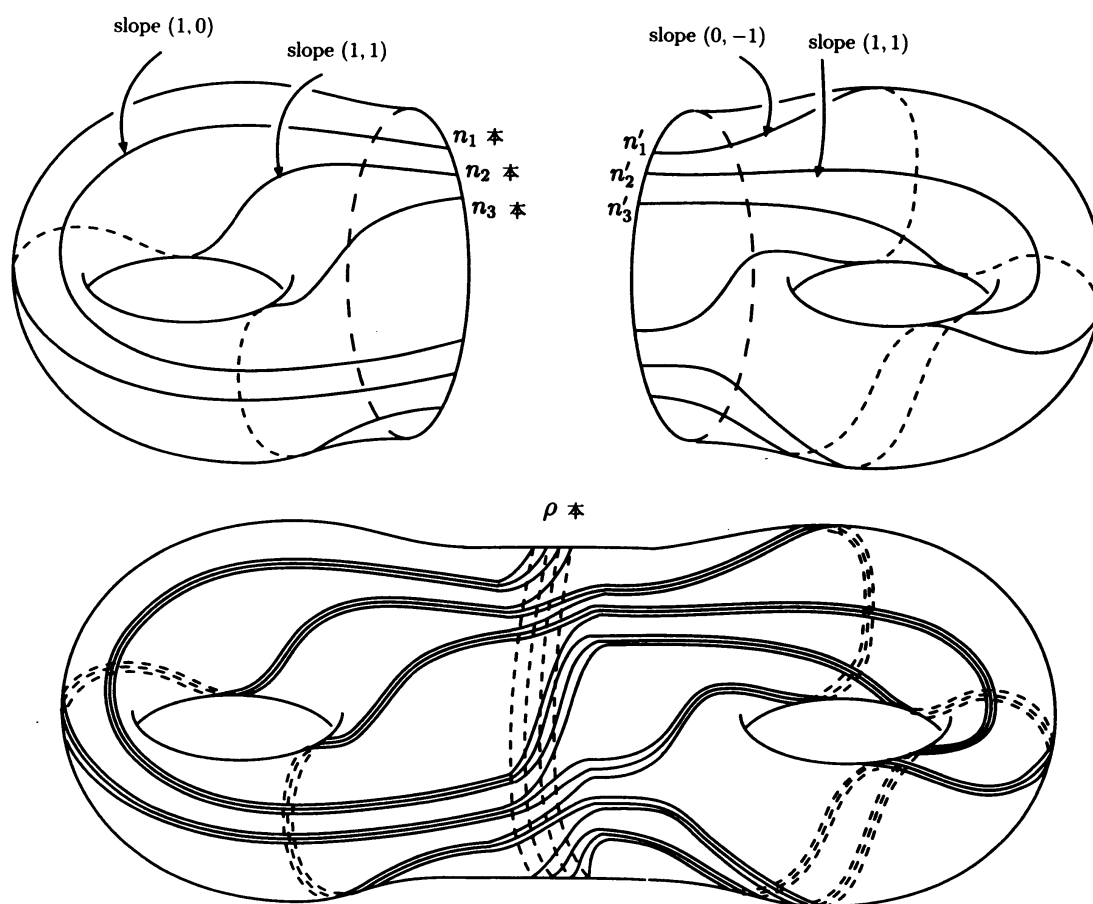 slope (1, 0)
slope (1, 1)
n₁ 本
n₂ 本
n₃ 本
slope (0, −1)
slope (1, 1)
n′₁
n′₂
n′₃
ρ 本